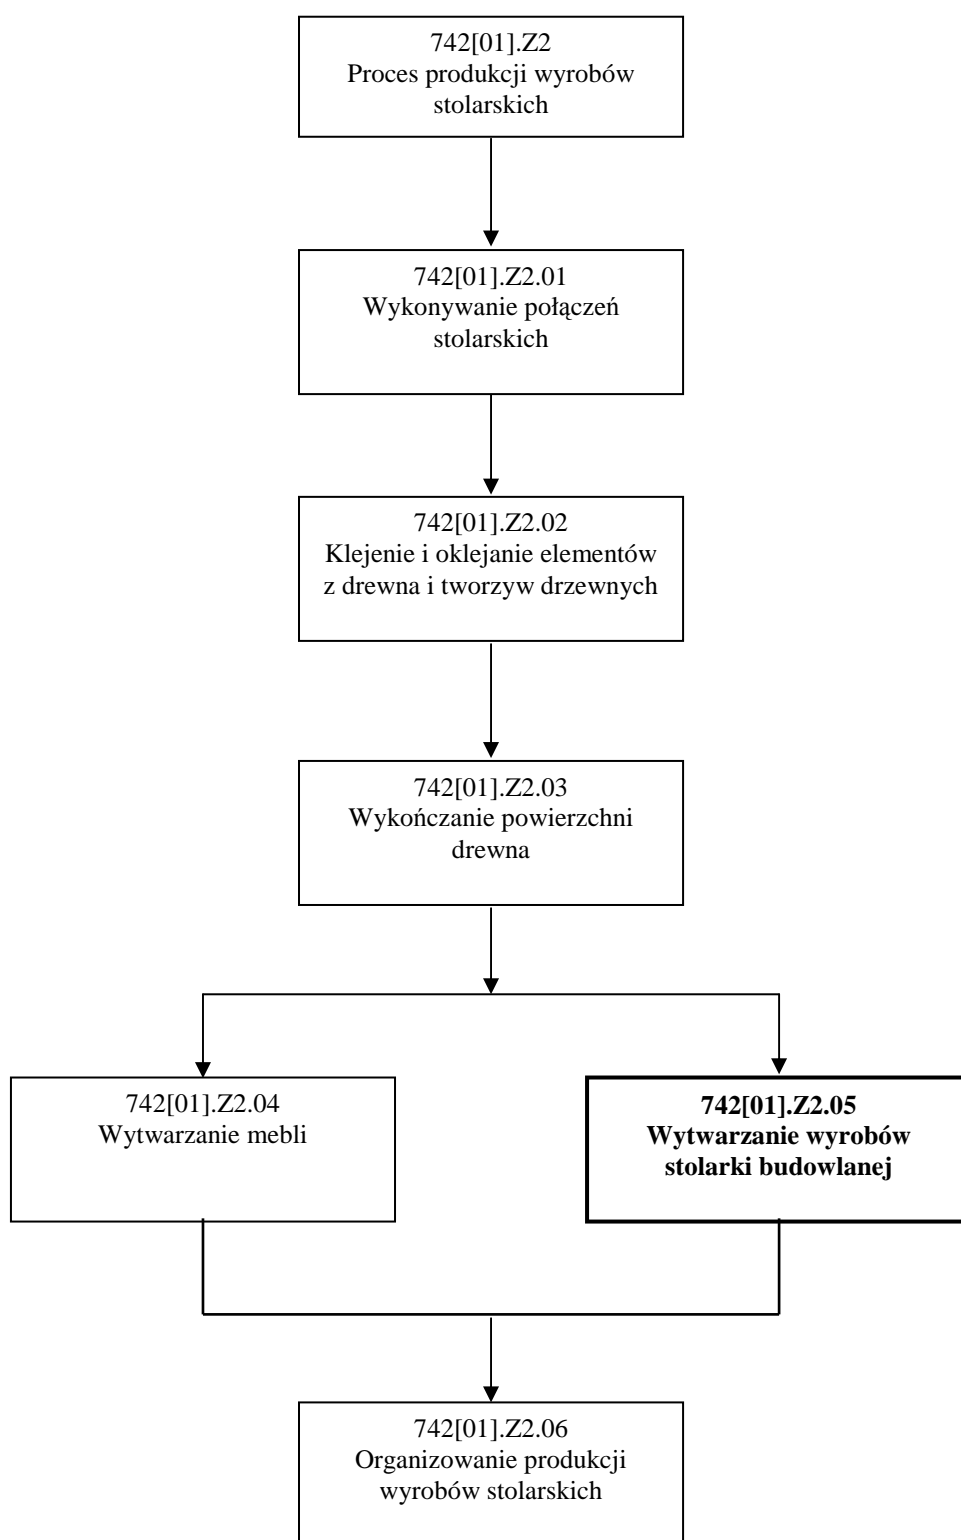 742[01].Z2
Proces produkcji wyrobów
stolarskich
742[01].Z2.01
Wykonywanie połączeń
stolarskich
742[01].Z2.02
Klejenie i oklejanie elementów
z drewna i tworzyw drzewnych
742[01].Z2.03
Wykończanie powierzchni
drewna
742[01].Z2.04
Wytwarzanie mebli
742[01].Z2.05
Wytwarzanie wyrobów
stolarki budowlanej
742[01].Z2.06
Organizowanie produkcji
wyrobów stolarskich